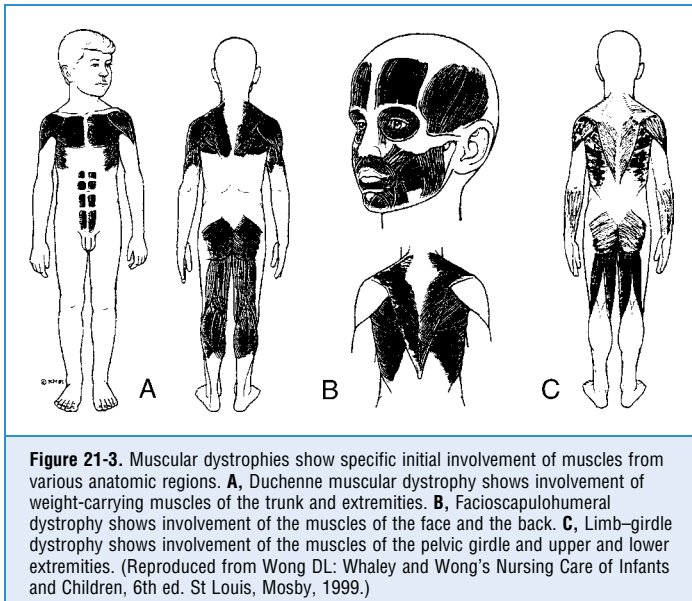 A
B
C
Figure 21-3. Muscular dystrophies show specific initial involvement of muscles from
various anatomic regions. A, Duchenne muscular dystrophy shows involvement of
weight-carrying muscles of the trunk and extremities. B, Facioscapulohumeral
dystrophy shows involvement of the muscles of the face and the back. C, Limb–girdle
dystrophy shows involvement of the muscles of the pelvic girdle and upper and lower
extremities. (Reproduced from Wong DL: Whaley and Wong's Nursing Care of Infants
and Children, 6th ed. St Louis, Mosby, 1999.)